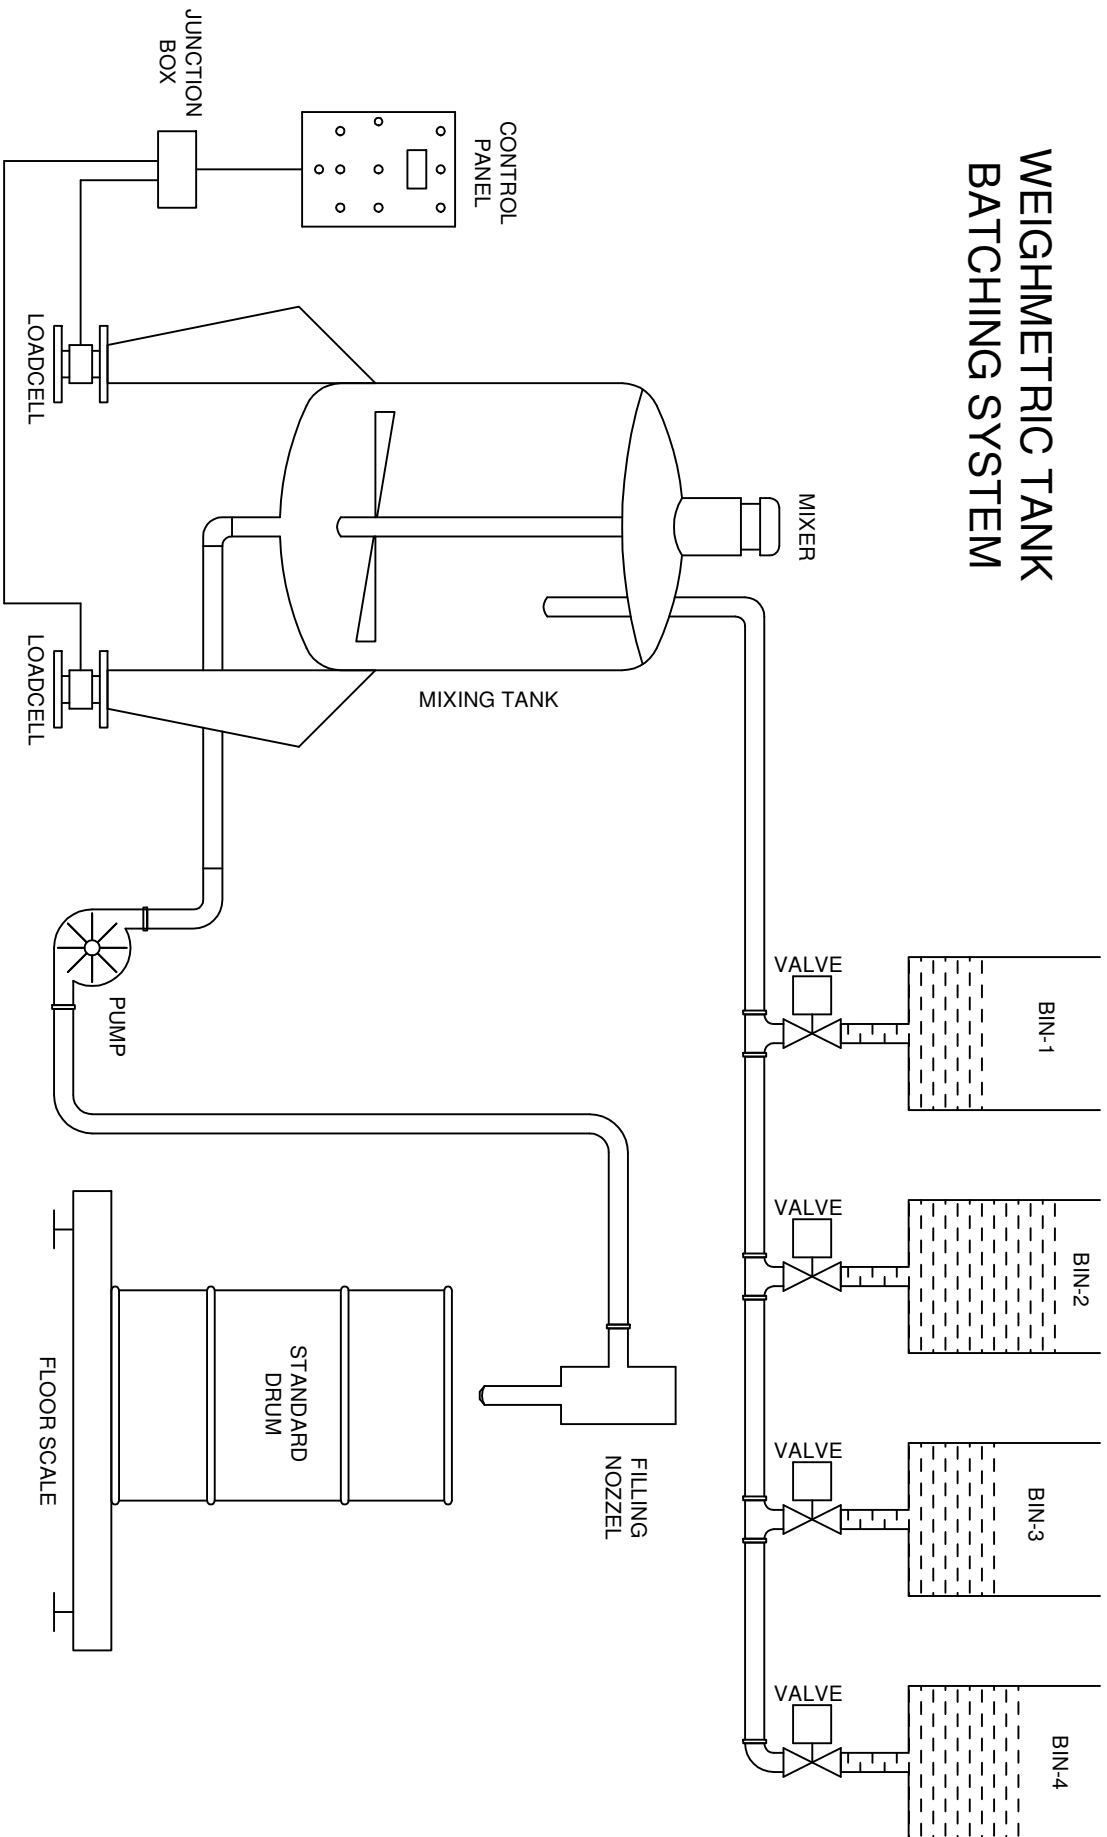 WEIGHMETRIC TANK
BATCHING SYSTEM
BIN-1
BIN-2
BIN-3
BIN-4
VALVE
VALVE
VALVE
VALVE
MIXER
MIXING TANK
CONTROL
PANEL
JUNCTION
BOX
LOADCELL
LOADCELL
PUMP
FILLING
NOZZEL
STANDARD
DRUM
FLOOR SCALE